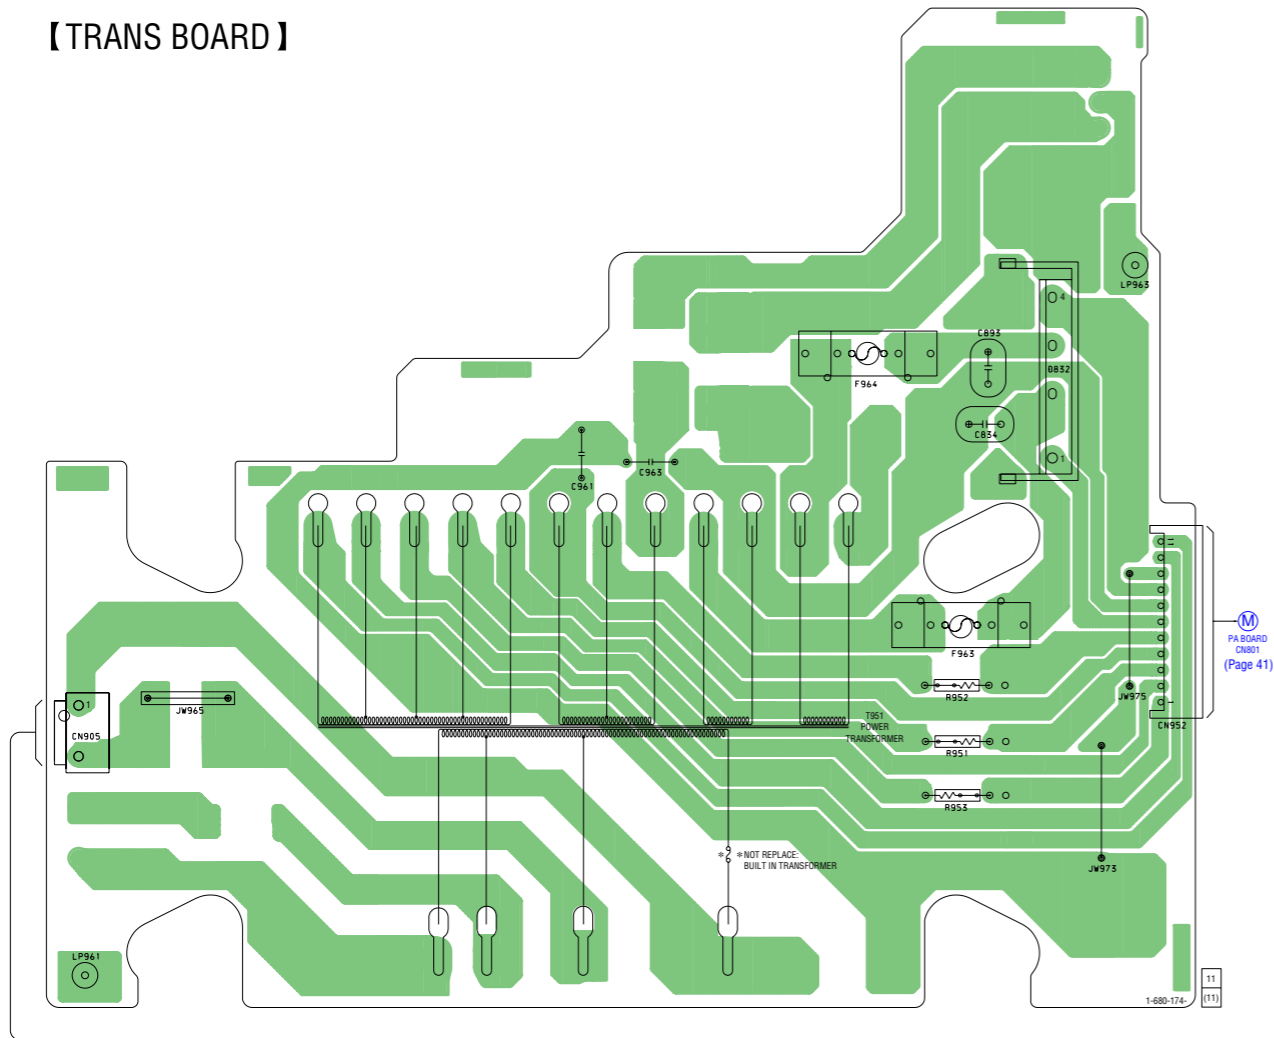 【TRANS BOARD】
LP963
4
C893
D832
F964
C834
1
C963
C961
11
M
PA BOARD
CN801
(Page 41)
F963
R952
JW975
1
JW965
CN905
1
CN952
T951
POWER
TRANSFORMER
R951
R953
* *NOT REPLACE:
BUILT IN TRANSFORMER
JW973
LP961
11
1-680-174-
(11)